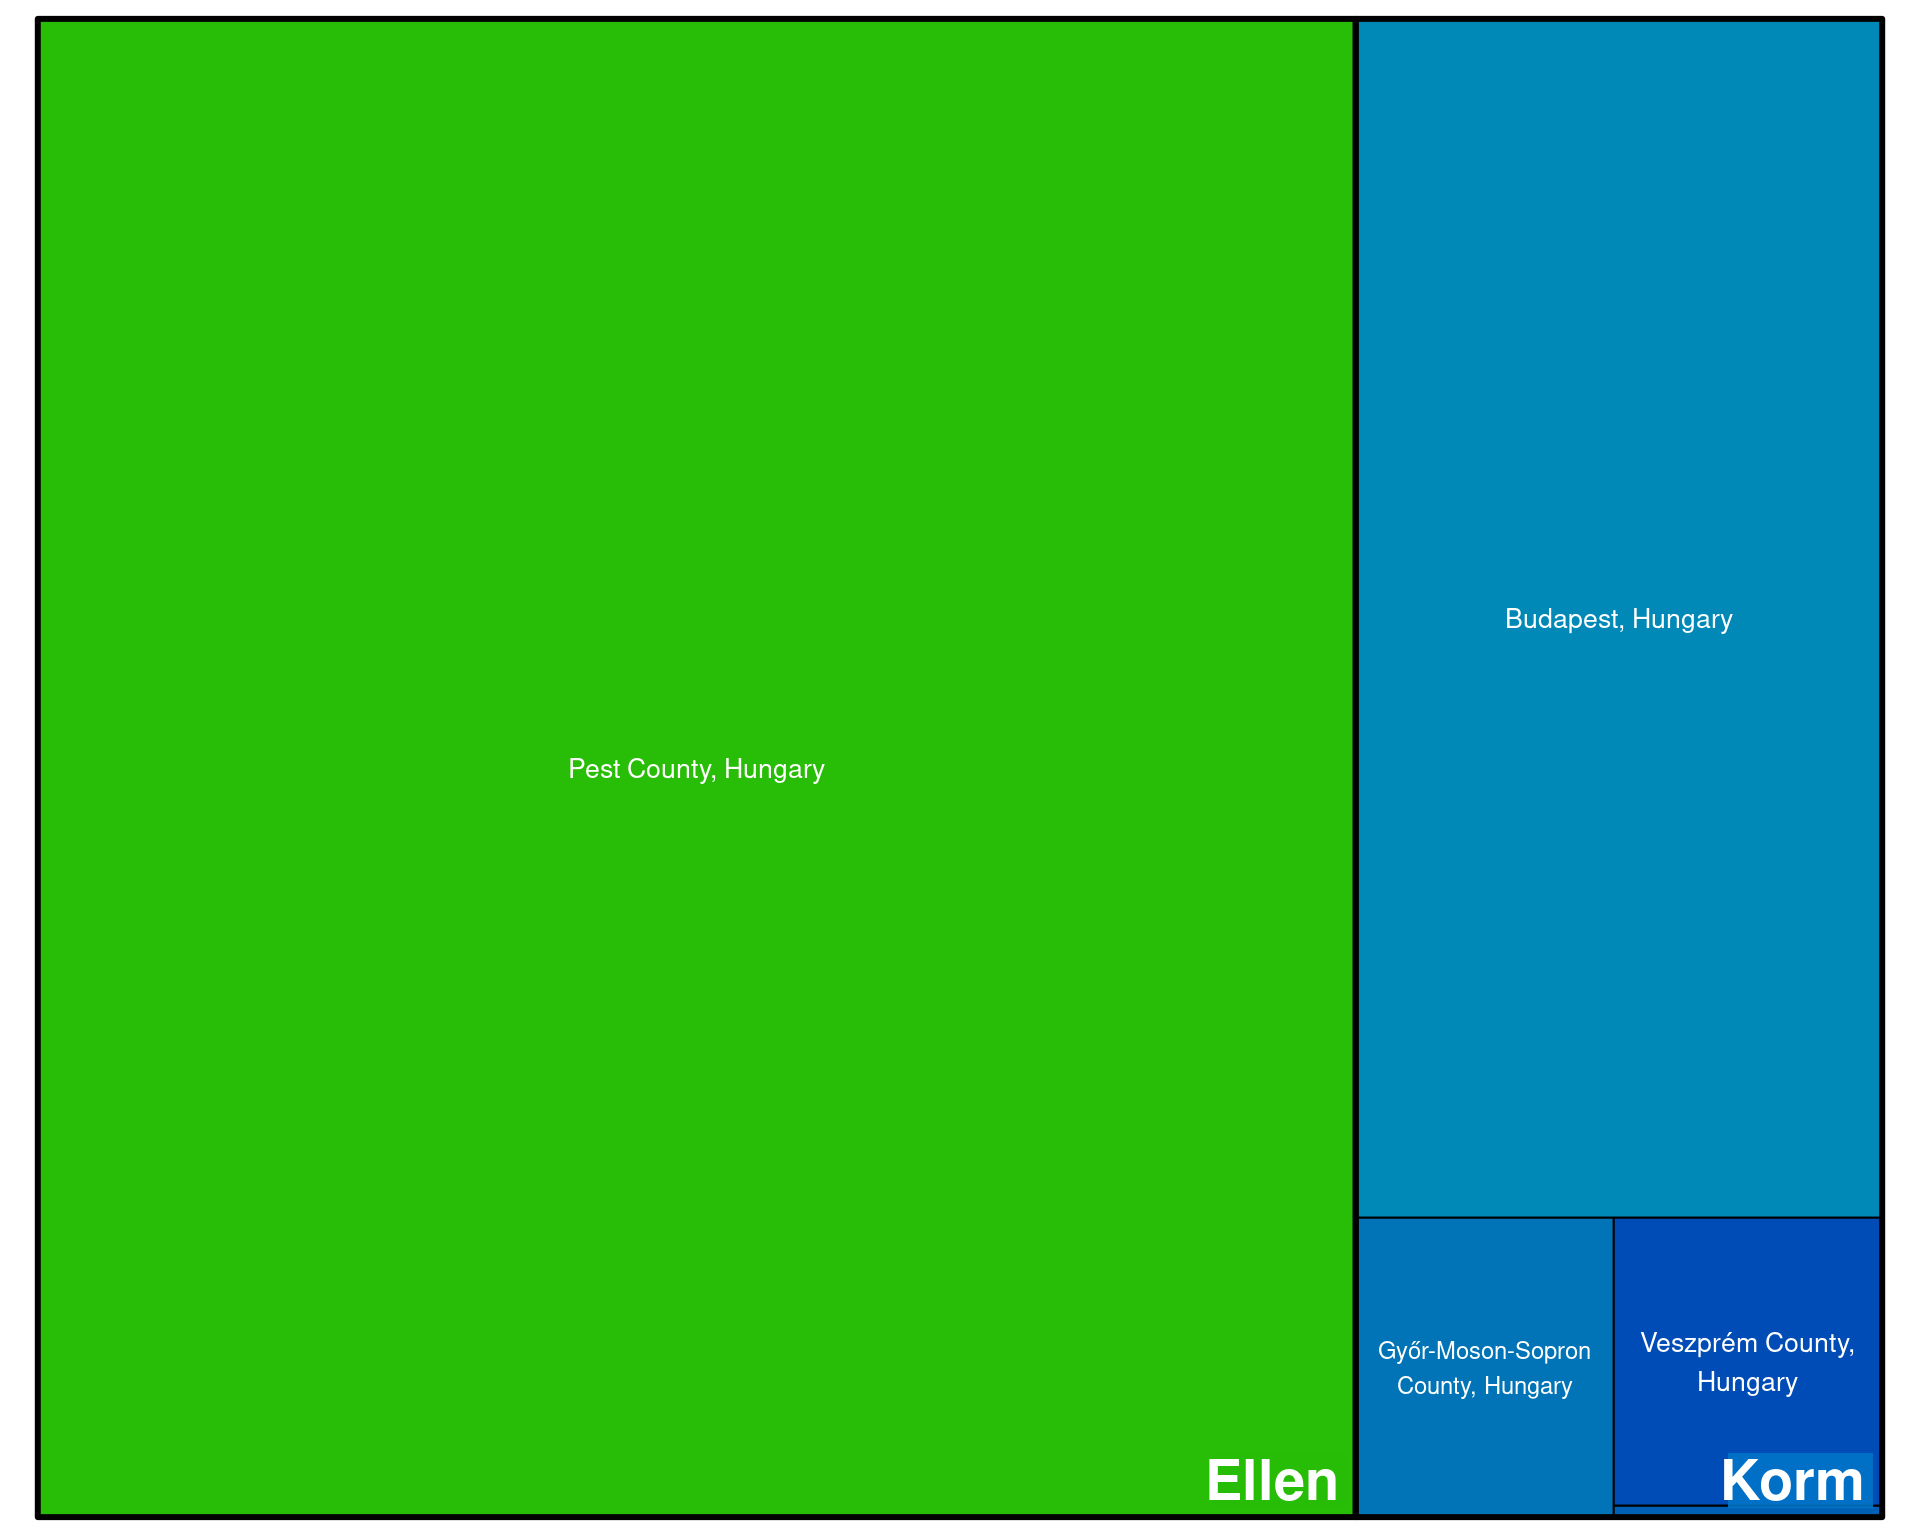 Pest County, Hungary
Ellen
Budapest, Hungary
Győr-Moson-Sopron
County, Hungary
Veszprém County,
Hungary
Korm